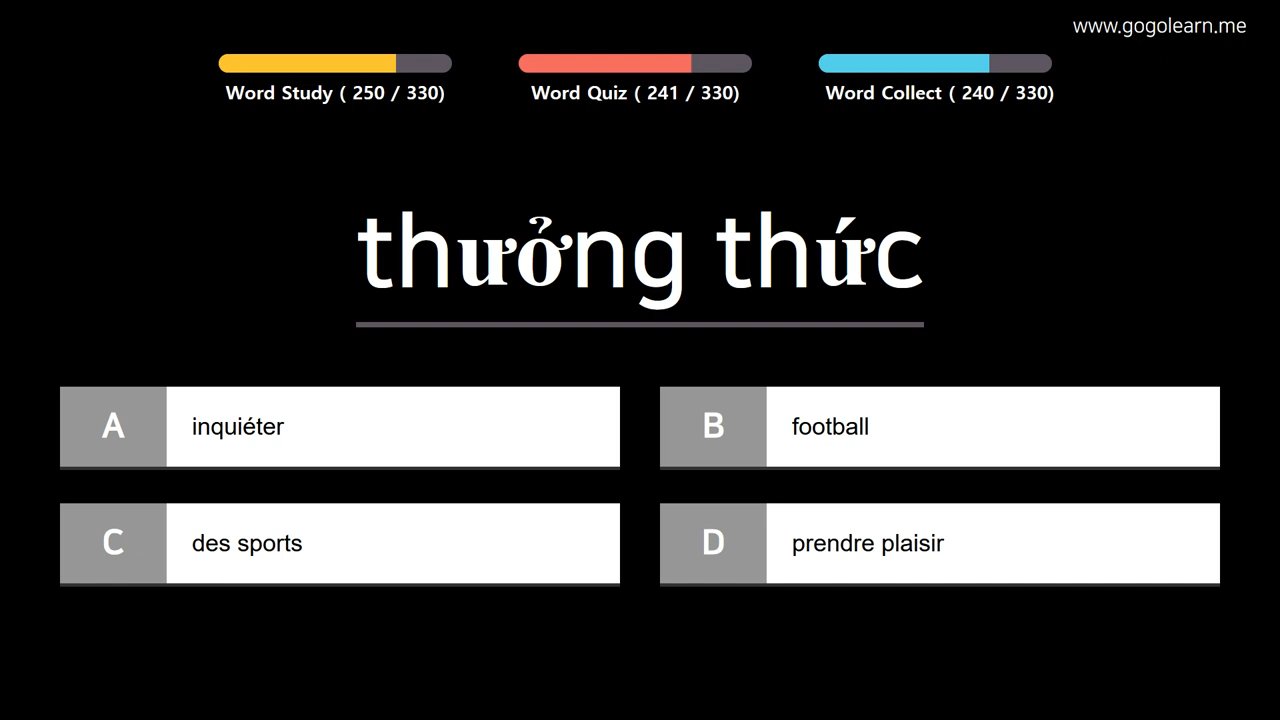 www.gogolearn.me
Word Study ( 250 / 330)
Word Quiz ( 241 / 330)
Word Collect ( 240 / 330)
thưởng thức
A
inquiéter
B
football
C
des sports
D
prendre plaisir